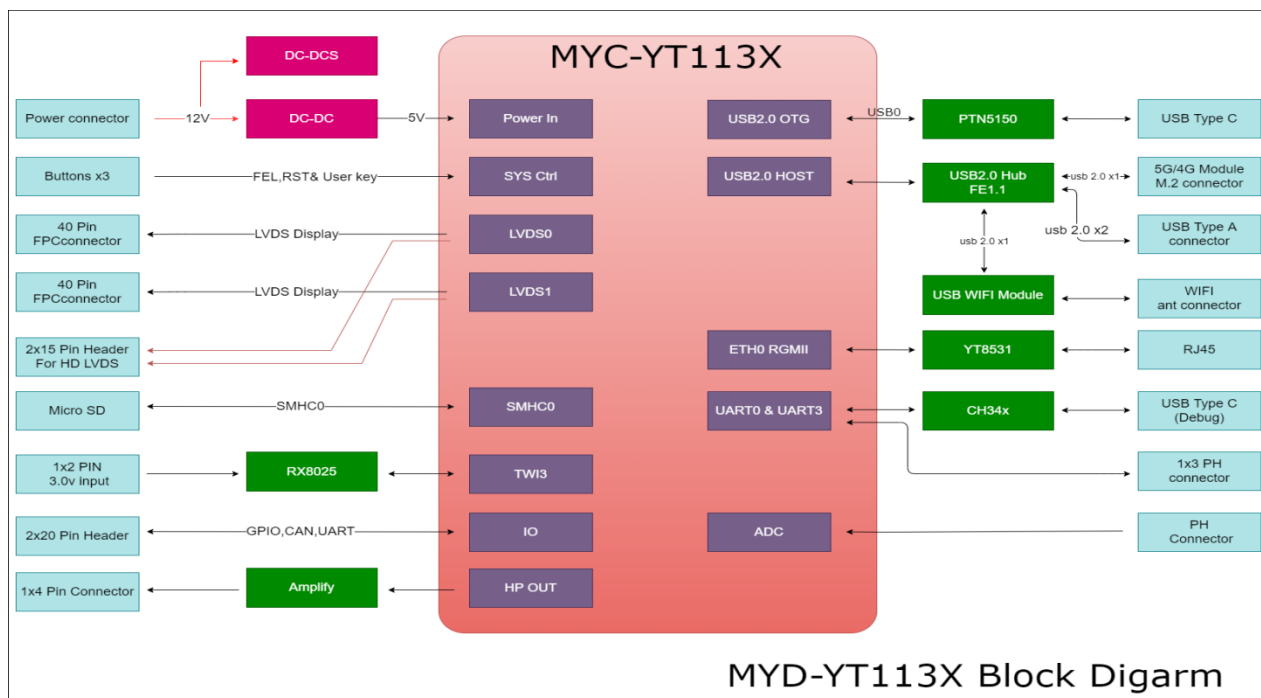 MYC-YT113X
DC-DCS
Power connector
12V
DC-DC
5V
Power In
Buttons x3
FEL,RST& User key
SYS Ctrl
40 Pin
FPCconnector
LVDS Display
LVDS0
40 Pin
FPCconnector
LVDS Display
LVDS1
2x15 Pin Header
For HD LVDS
Micro SD
SMHC0
SMHC0
1x2 PIN
3.0v input
RX8025
TWI3
2x20 Pin Header
GPIO,CAN,UART
IO
1x4 Pin Connector
Amplify
HP OUT
USB2.0 OTG
USB0
PTN5150
USB Type C
USB2.0 HOST
USB2.0 Hub
FE1.1
usb 2.0 x1
5G/4G Module
M.2 connector
usb 2.0 x2
USB Type A
connector
usb 2.0 x1
USB WIFI Module
WIFI
ant connector
ETH0 RGMII
YT8531
RJ45
UART0 & UART3
CH34x
USB Type C
(Debug)
1x3 PH
connector
ADC
PH
Connector
MYD-YT113X Block Digarm